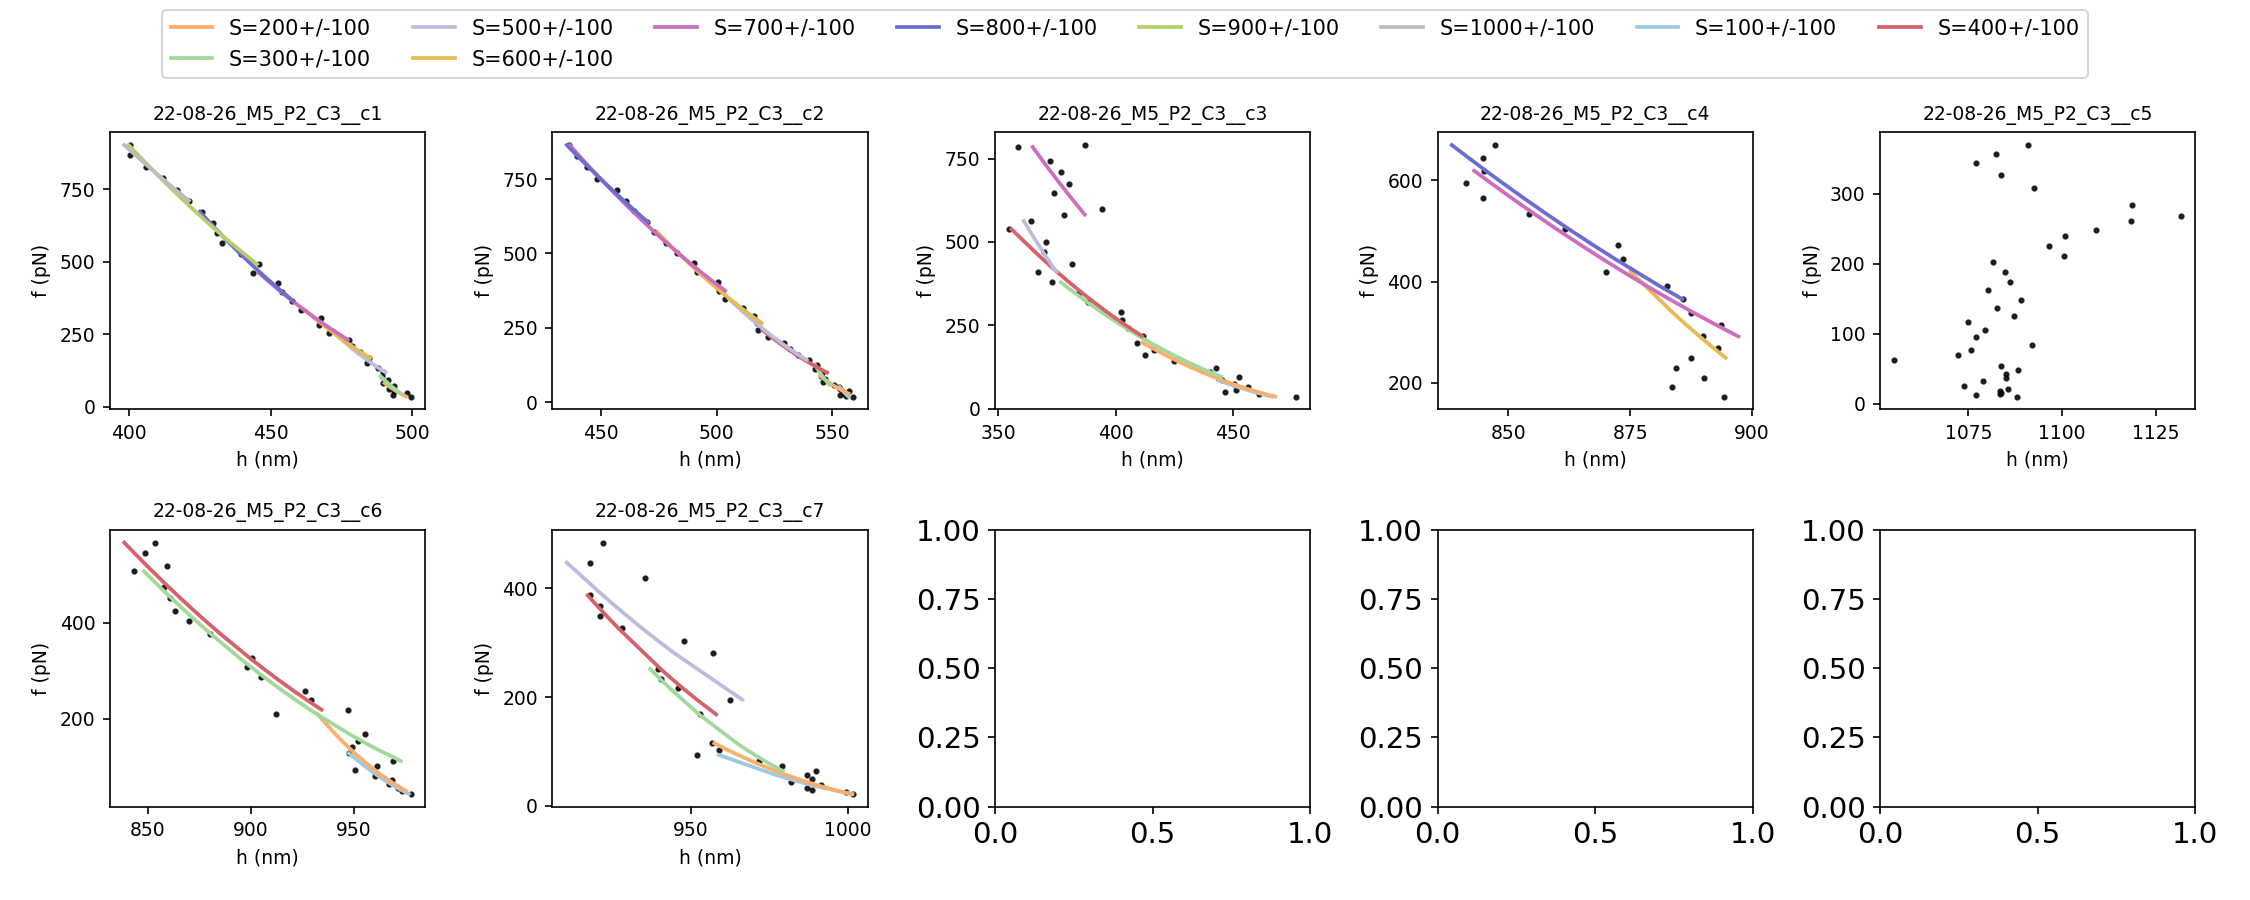 S=200+/-100 S=500+/-100 S=700+/-100 S=800+/-100 S=900+/-100 S=1000+/-100 S=100+/-100 S=400+/-100
S=300+/-100 S=600+/-100
22-08-26_M5_P2_C3__c1
f (pN)
750
500
250
0
400 450 500
h (nm)
22-08-26_M5_P2_C3__c2
f (pN)
750
500
250
0
450 500 550
h (nm)
22-08-26_M5_P2_C3__c3
f (pN)
750
500
250
0
350 400 450
h (nm)
22-08-26_M5_P2_C3__c4
f (pN)
600
400
200
850 875 900
h (nm)
22-08-26_M5_P2_C3__c5
f (pN)
300
200
100
0
1075 1100 1125
h (nm)
22-08-26_M5_P2_C3__c6
f (pN)
400
200
850 900 950
h (nm)
22-08-26_M5_P2_C3__c7
f (pN)
400
200
0
950 1000
h (nm)
1.00
0.75
0.50
0.25
0.00
0.0 0.5 1.0
1.00
0.75
0.50
0.25
0.00
0.0 0.5 1.0
1.00
0.75
0.50
0.25
0.00
0.0 0.5 1.0